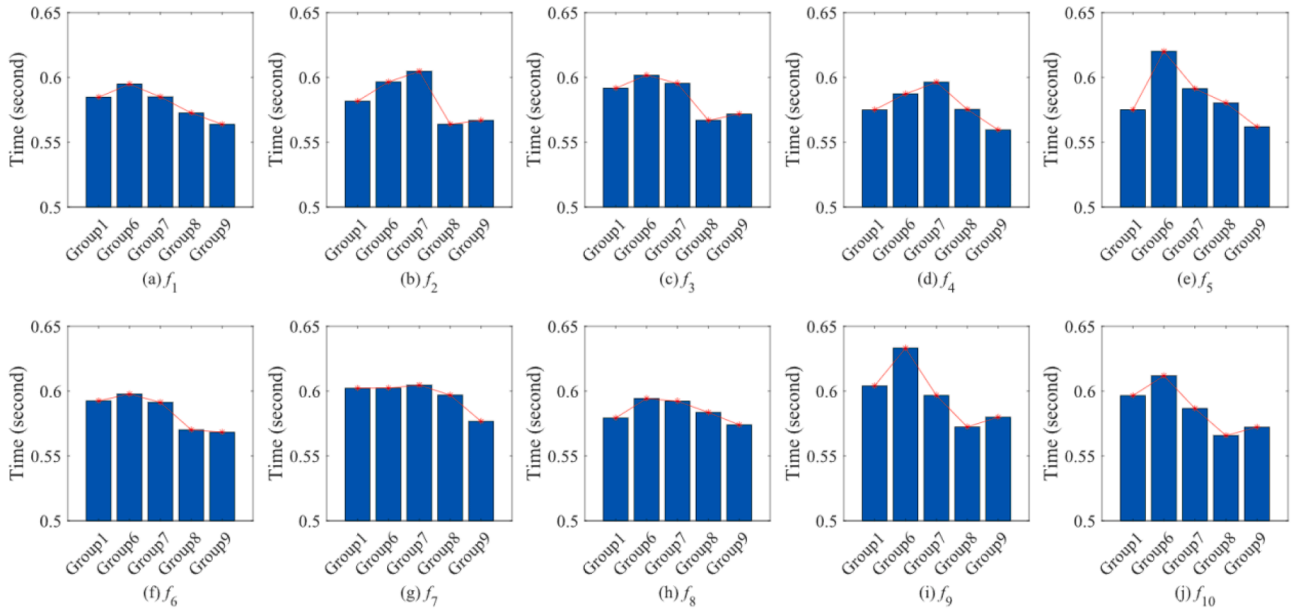 0.65 0.65 0.65 0.65 0.65
0.6 0.6 0.6 0.6 0.6
0.55 0.55 0.55 0.55 0.55
0.5 0.5 0.5 0.5 0.5
Time (second) Time (second) Time (second) Time (second) Time (second)
Group1 Group6 Group7 Group8 Group9 Group1 Group6 Group7 Group8 Group9 Group1 Group6 Group7 Group8 Group9 Group1 Group6 Group7 Group8 Group9 Group1 Group6 Group7 Group8 Group9
(a) f1 (b) f2 (c) f3 (d) f4 (e) f5
0.65 0.65 0.65 0.65 0.65
0.6 0.6 0.6 0.6 0.6
0.55 0.55 0.55 0.55 0.55
0.5 0.5 0.5 0.5 0.5
Time (second) Time (second) Time (second) Time (second) Time (second)
Group1 Group6 Group7 Group8 Group9 Group1 Group6 Group7 Group8 Group9 Group1 Group6 Group7 Group8 Group9 Group1 Group6 Group7 Group8 Group9 Group1 Group6 Group7 Group8 Group9
(f) f6 (g) f7 (h) f8 (i) f9 (j) f10